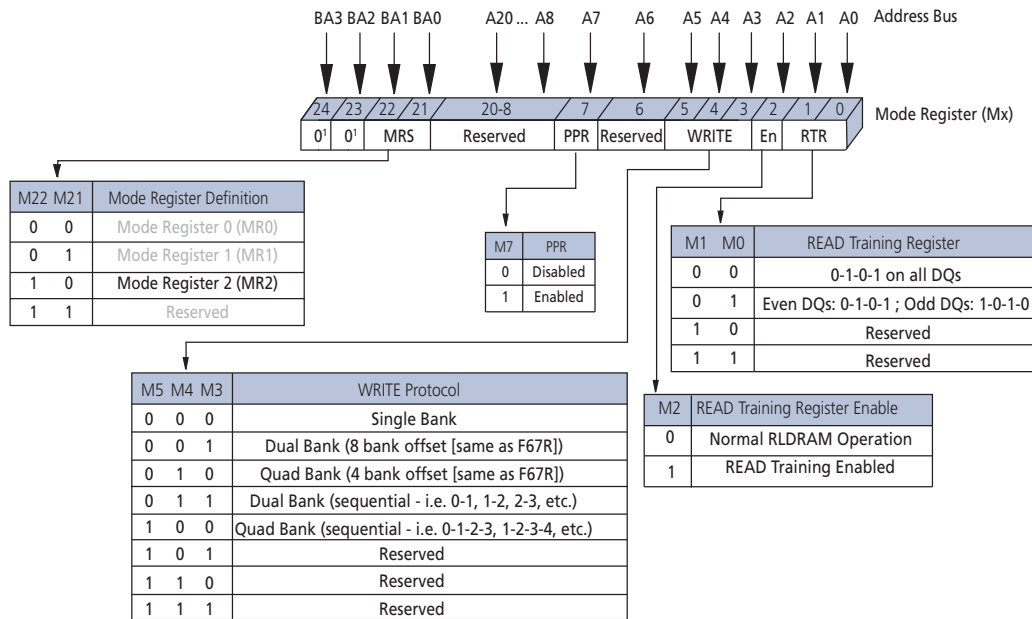 BA3 BA2 BA1 BA0 A20 ... A8 A7 A6 A5 A4 A3 A2 A1 A0 Address Bus
24 23 22 21 20-8 7 6 5 4 3 2 1 0 Mode Register (Mx)
0¹ 0¹ MRS Reserved PPR Reserved WRITE En RTR
M22 M21 Mode Register Definition
0 0 Mode Register 0 (MR0)
0 1 Mode Register 1 (MR1)
1 0 Mode Register 2 (MR2)
1 1 Reserved
M7 PPR
0 Disabled
1 Enabled
M1 M0 READ Training Register
0 0 0-1-0-1 on all DQs
0 1 Even DQs: 0-1-0-1 ; Odd DQs: 1-0-1-0
1 0 Reserved
1 1 Reserved
M5 M4 M3 WRITE Protocol
0 0 0 Single Bank
0 0 1 Dual Bank (8 bank offset [same as F67R])
0 1 0 Quad Bank (4 bank offset [same as F67R])
0 1 1 Dual Bank (sequential - i.e. 0-1, 1-2, 2-3, etc.)
1 0 0 Quad Bank (sequential - i.e. 0-1-2-3, 1-2-3-4, etc.)
1 0 1 Reserved
1 1 0 Reserved
1 1 1 Reserved
M2 READ Training Register Enable
0 Normal RLDRAM Operation
1 READ Training Enabled